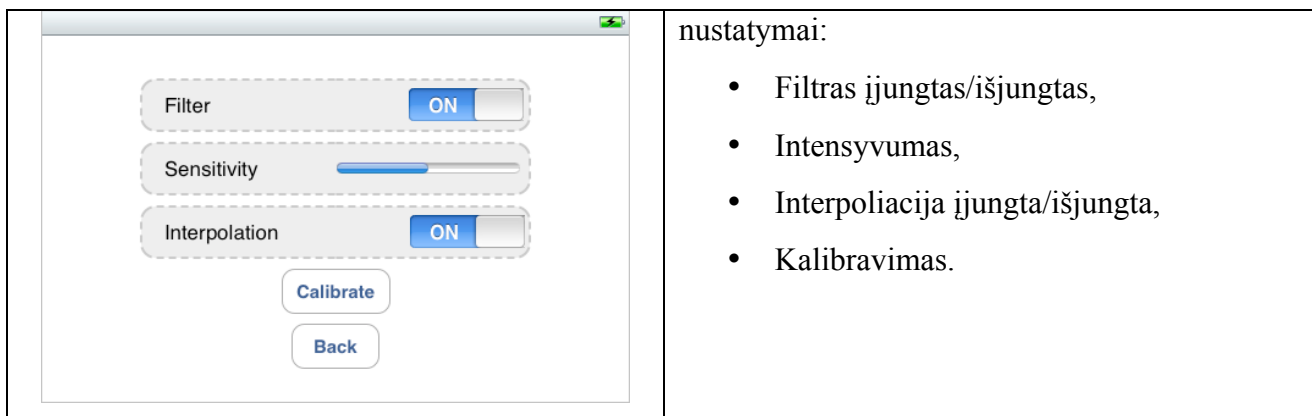 Filter ON
Sensitivity
Interpolation ON
Calibrate
Back
nustatymai:
• Filtras įjungtas/išjungtas,
• Intensyvumas,
• Interpoliacija įjungta/išjungta,
• Kalibravimas.